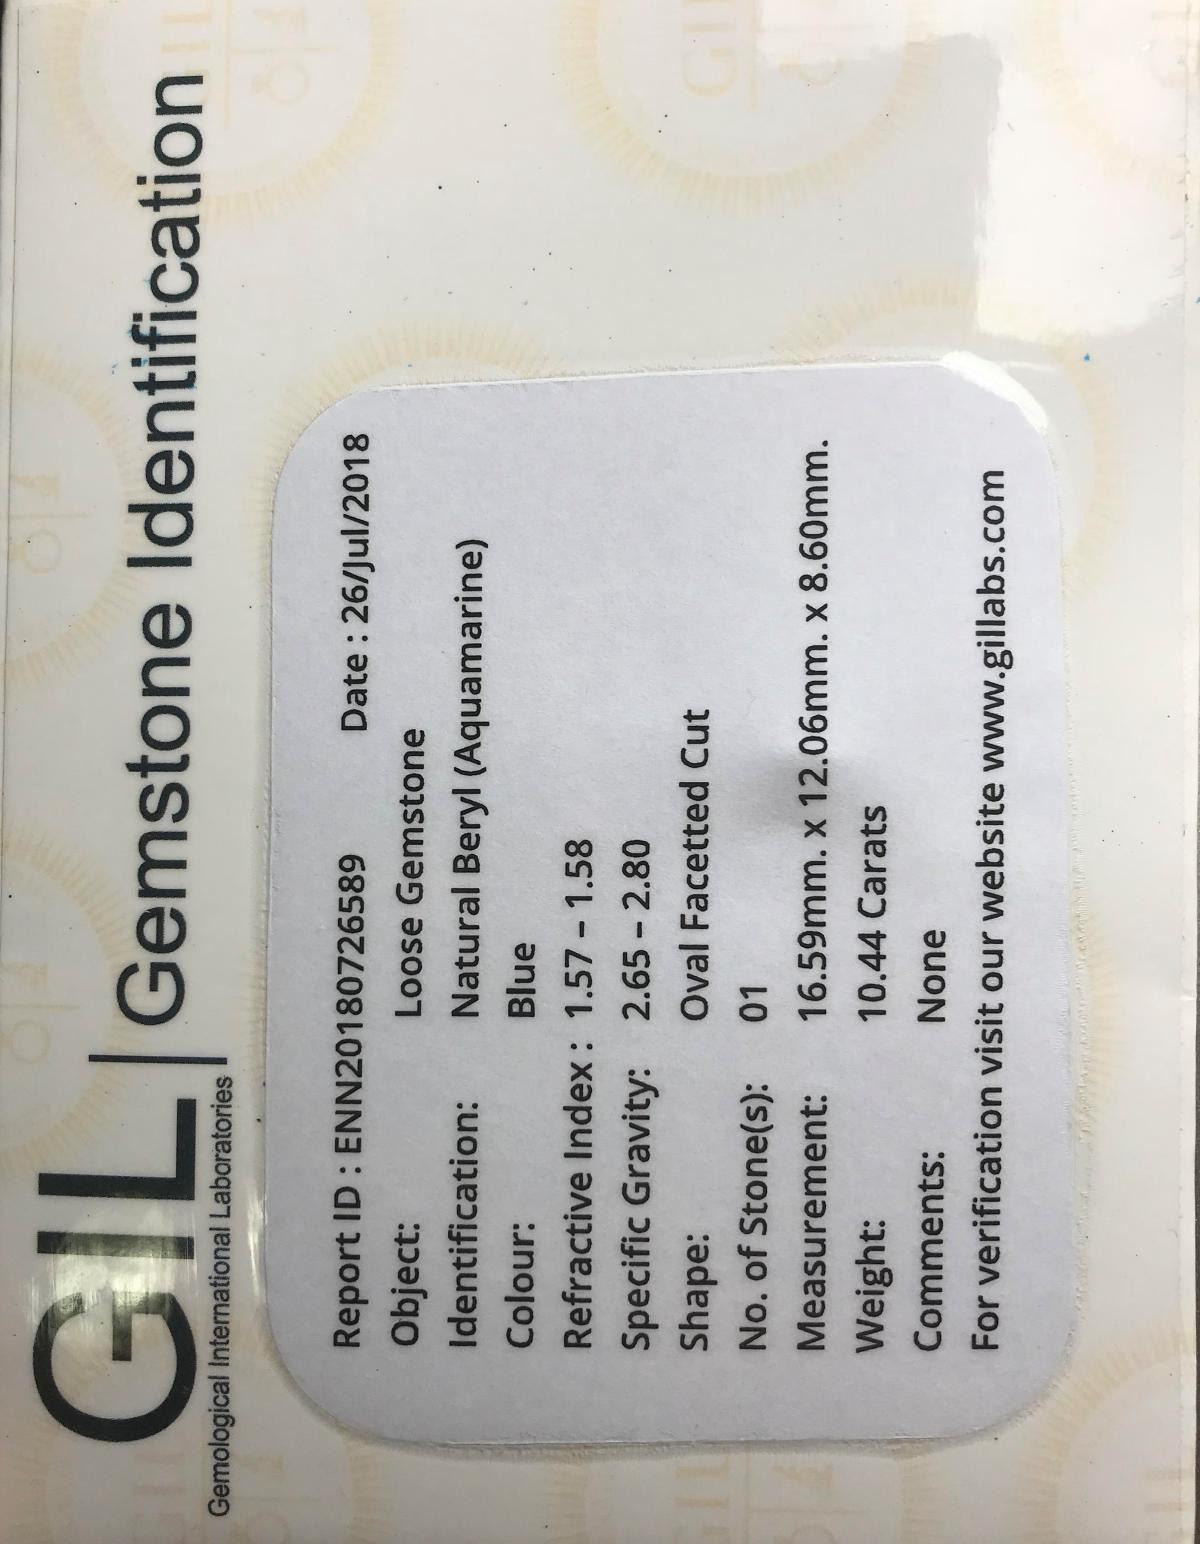 GIL | Gemstone Identification
Gemological International Laboratories
Report ID : ENN20180726589 Date : 26/Jul/2018
Object: Loose Gemstone
Identification: Natural Beryl (Aquamarine)
Colour: Blue
Refractive Index : 1.57 – 1.58
Specific Gravity: 2.65 – 2.80
Shape: Oval Facetted Cut
No. of Stone(s): 01
Measurement: 16.59mm. x 12.06mm. x 8.60mm.
Weight: 10.44 Carats
Comments: None
For verification visit our website www.gillabs.com